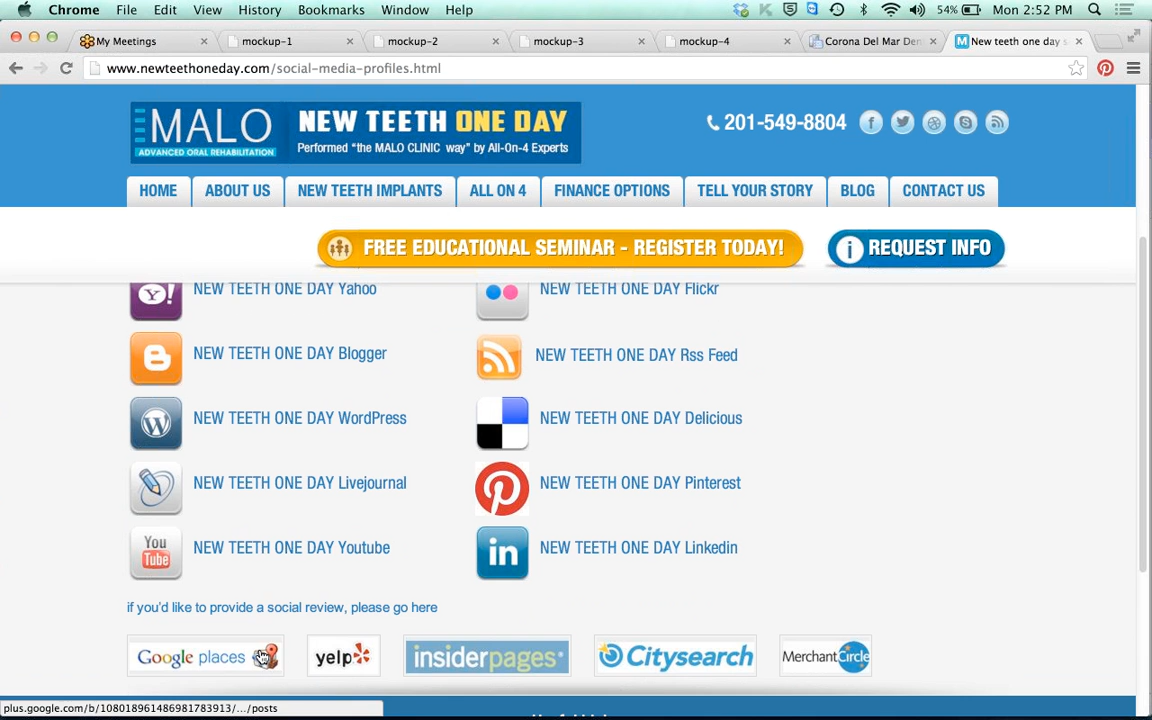 Chrome File Edit View History Bookmarks Window Help 54% Mon 2:52 PM
My Meetings mockup-1 mockup-2 mockup-3 mockup-4 Corona Del Mar Den New teeth one day s
www.newteethoneday.com/social-media-profiles.html
MALO
ADVANCED ORAL REHABILITATION
NEW TEETH ONE DAY
Performed "the MALO CLINIC way" by All-On-4 Experts
201-549-8804
HOME ABOUT US NEW TEETH IMPLANTS ALL ON 4 FINANCE OPTIONS TELL YOUR STORY BLOG CONTACT US
FREE EDUCATIONAL SEMINAR - REGISTER TODAY! REQUEST INFO
NEW TEETH ONE DAY Yahoo NEW TEETH ONE DAY Flickr
NEW TEETH ONE DAY Blogger NEW TEETH ONE DAY Rss Feed
NEW TEETH ONE DAY WordPress NEW TEETH ONE DAY Delicious
NEW TEETH ONE DAY Livejournal NEW TEETH ONE DAY Pinterest
You
Tube
NEW TEETH ONE DAY Youtube in NEW TEETH ONE DAY Linkedin
if you'd like to provide a social review, please go here
Google places yelp insiderpages Citysearch MerchantCircle
plus.google.com/b/108018961486981783913/.../posts